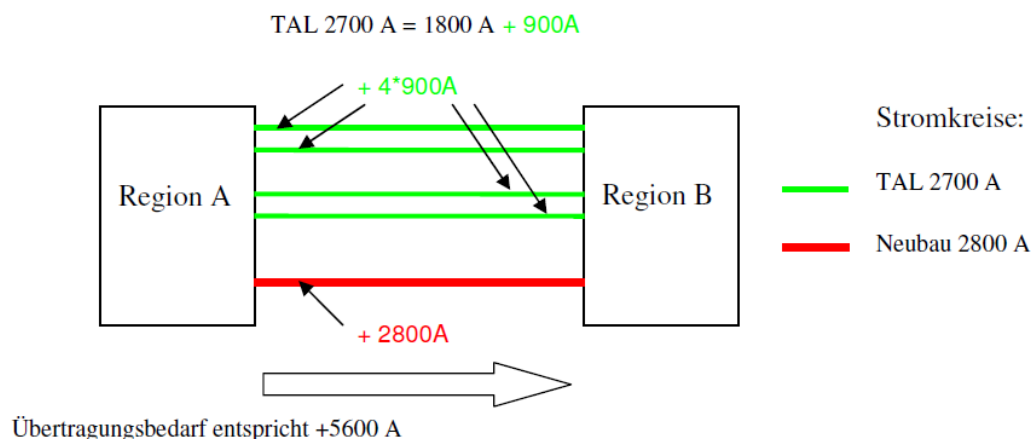 TAL 2700 A = 1800 A + 900A
+ 4*900A
Region A
Region B
Stromkreise:
TAL 2700 A
Neubau 2800 A
+ 2800A
Übertragungsbedarf entspricht +5600 A